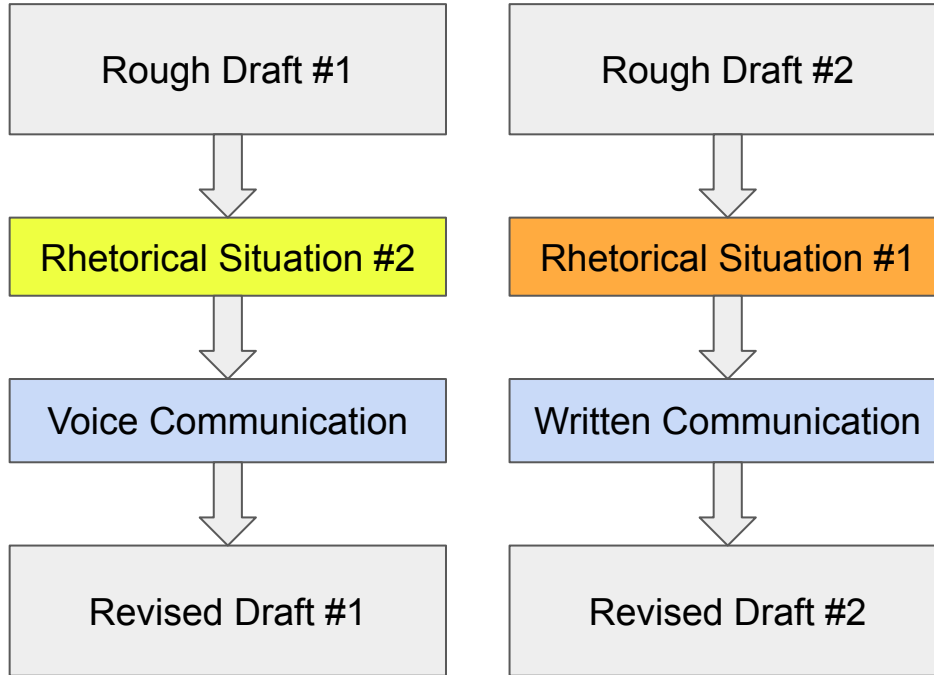 Rough Draft #1
Rough Draft #2
Rhetorical Situation #2
Rhetorical Situation #1
Voice Communication
Written Communication
Revised Draft #1
Revised Draft #2